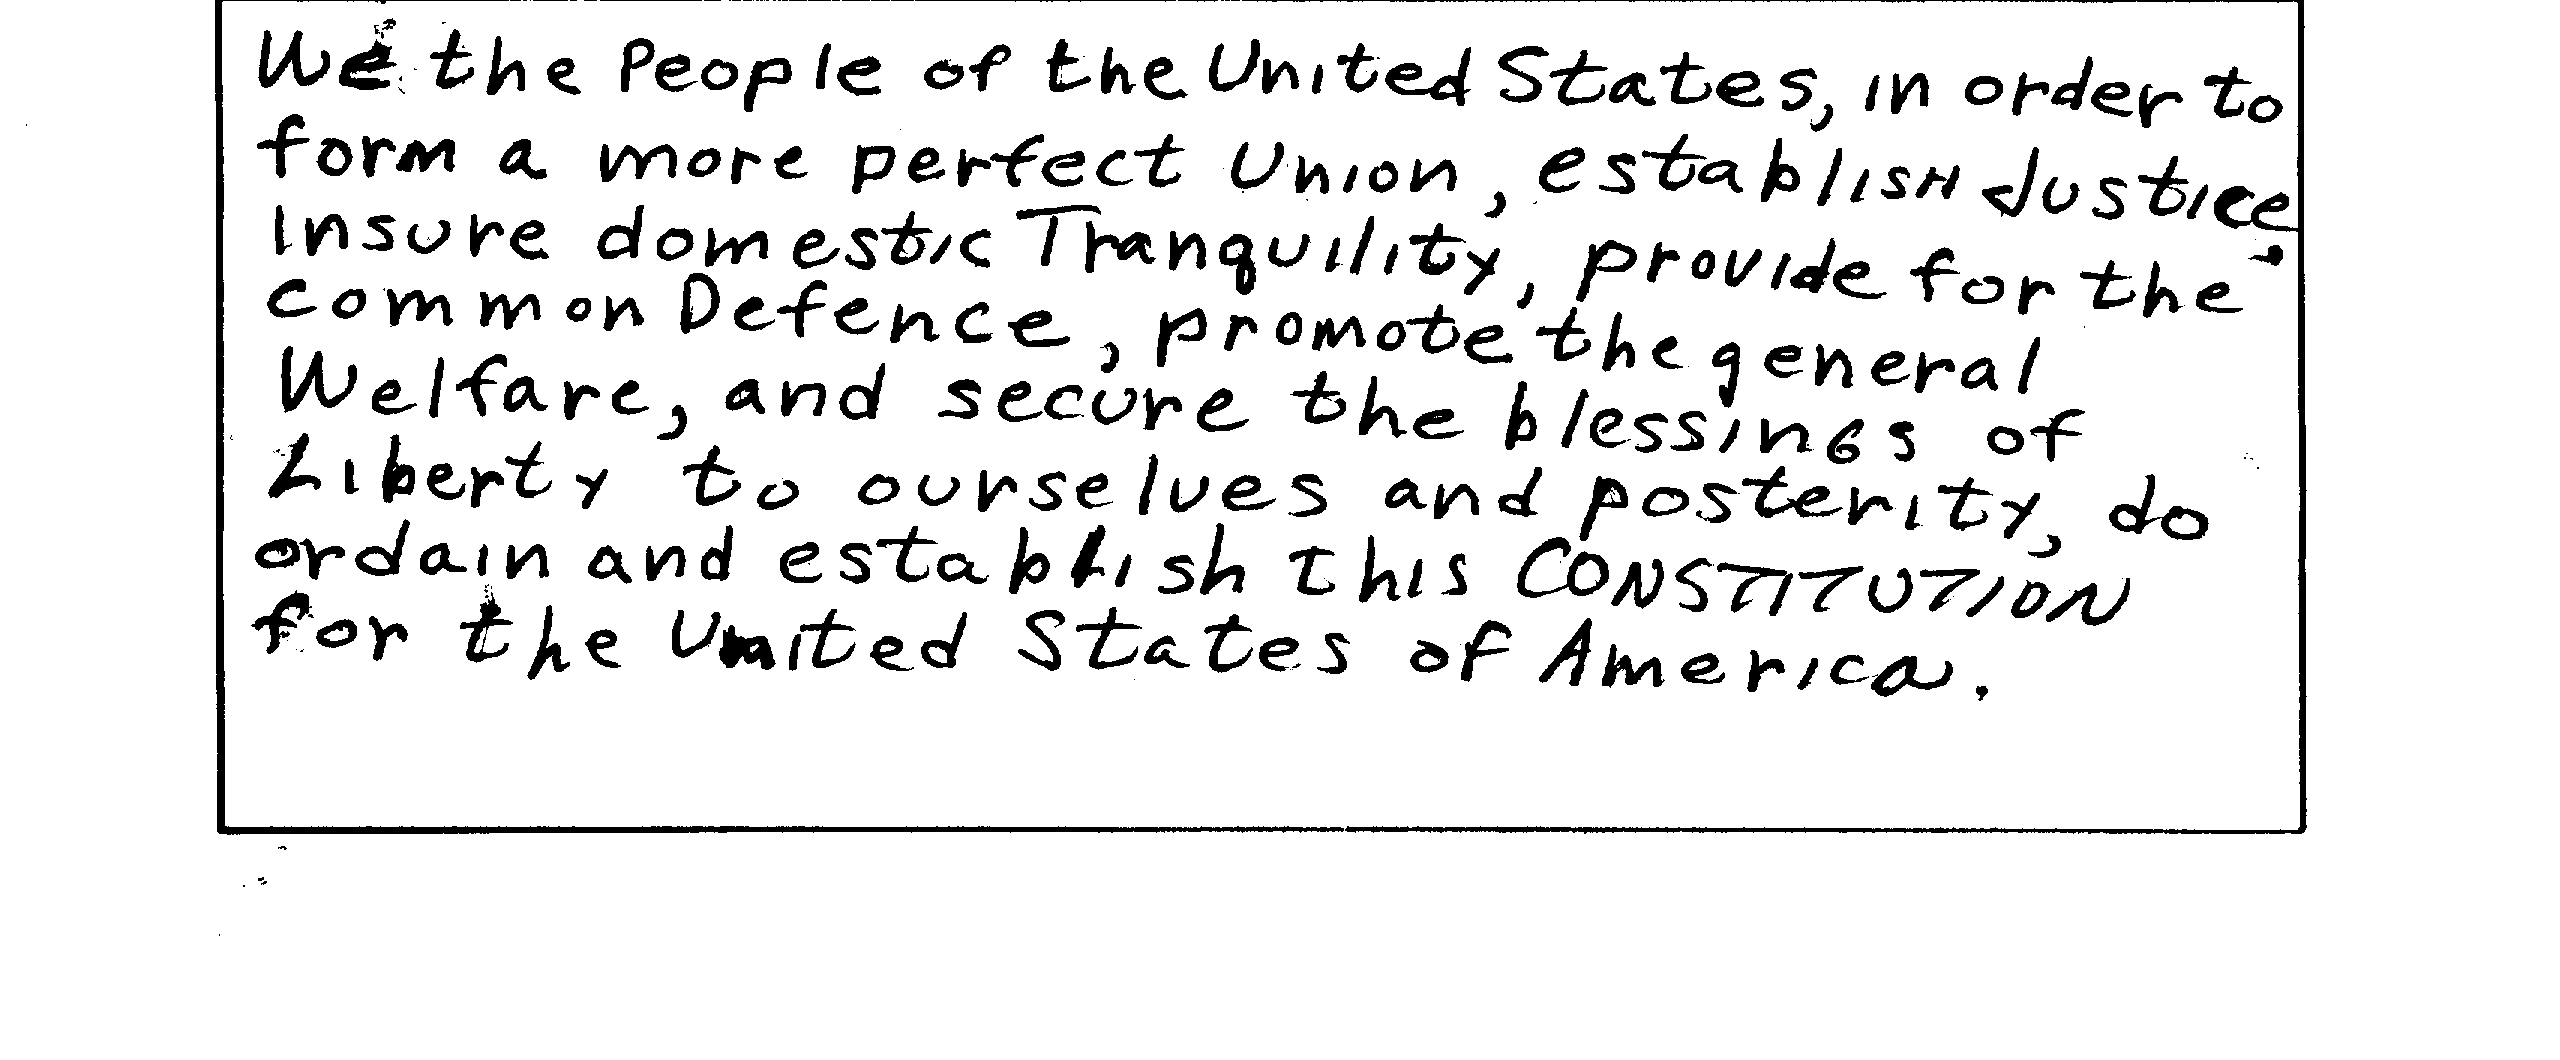 We the People of the United States, in order to
form a more perfect Union, establish Justice,
insure domestic Tranquility, provide for the
common Defence, promote the general
Welfare, and secure the blessings of
Liberty to ourselves and posterity, do
ordain and establish this CONSTITUTION
for the United States of America.